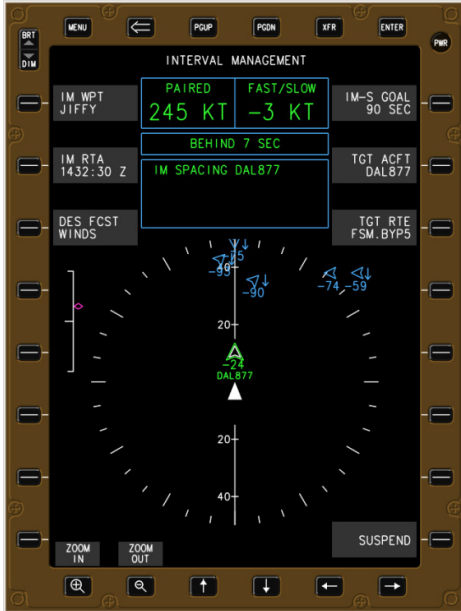 MENU
PGUP
PGDN
XFR
ENTER
BRT
DIM
PWR
INTERVAL MANAGEMENT
IM WPT
JIFFY
PAIRED
245 KT
FAST/SLOW
-3 KT
IM-S GOAL
90 SEC
BEHIND 7 SEC
IM RTA
1432:30 Z
IM SPACING DAL877
TGT ACFT
DAL877
DES FCST
WINDS
TGT RTE
FSM.BYP5
40
-90
-74
-59
20
-24
DAL877
20
40
SUSPEND
ZOOM
IN
ZOOM
OUT